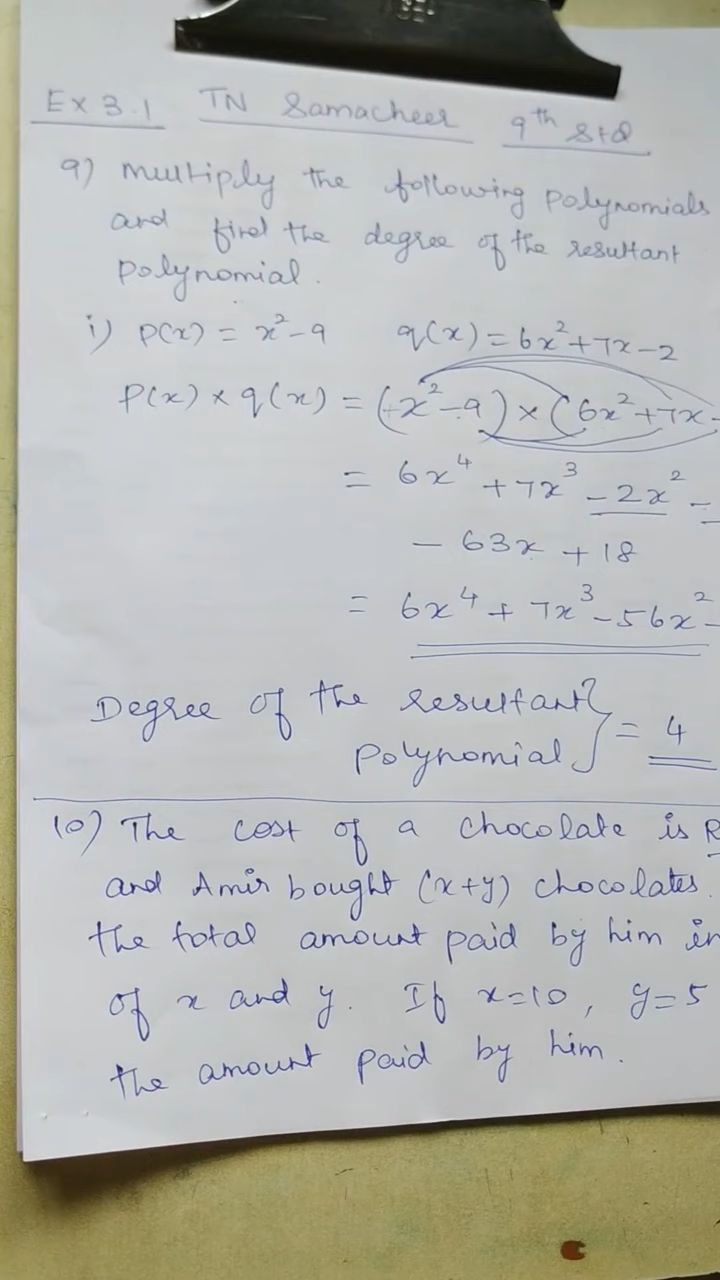 Ex 3.1 TN Samacheer 9th Std
9) Multiply the following polynomials
and find the degree of the resultant
polynomial.
i) P(x) = x² - 9 q(x) = 6x² + 7x - 2
P(x) × q(x) = (x² - 9) × (6x² + 7x -
= 6x⁴ + 7x³ - 2x² -
- 63x + 18
= 6x⁴ + 7x³ - 56x² -
Degree of the resultant
polynomial } = 4
10) The cost of a chocolate is R
and Amir bought (x+y) chocolates.
the total amount paid by him in
of x and y. If x=10, y=5
the amount paid by him.